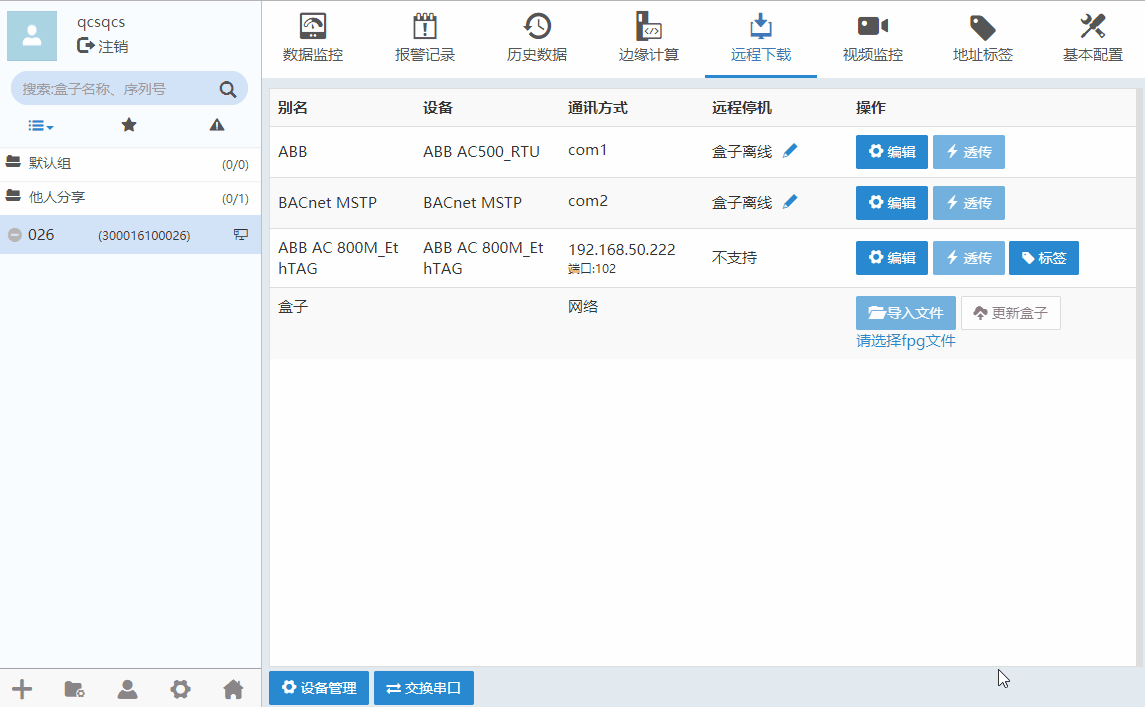 qcsqcs
注销
搜索:盒子名称、序列号
默认组 (0/0)
他人分享 (0/1)
026 (300016100026)
数据监控 报警记录 历史数据 边缘计算 远程下载 视频监控 地址标签 基本配置
别名 设备 通讯方式 远程停机 操作
ABB ABB AC500_RTU com1 盒子离线 编辑 透传
BACnet MSTP BACnet MSTP com2 盒子离线 编辑 透传
ABB AC 800M_Et ABB AC 800M_Et 192.168.50.222 不支持 编辑 透传 标签
hTAG hTAG 端口:102
盒子 网络 导入文件 更新盒子
请选择fpg文件
设备管理 交换串口